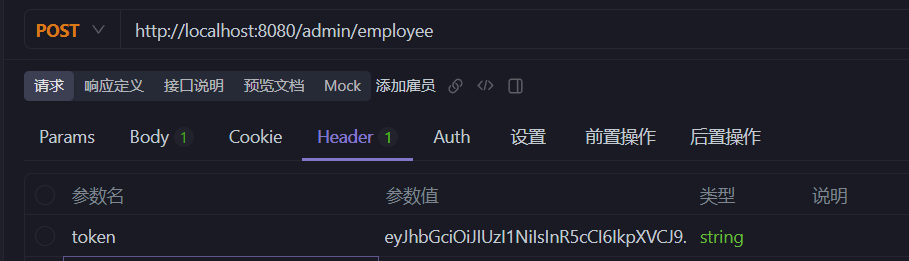 POST http://localhost:8080/admin/employee
请求 响应定义 接口说明 预览文档 Mock 添加雇员
Params Body 1 Cookie Header 1 Auth 设置 前置操作 后置操作
参数名 参数值 类型 说明
token eyJhbGciOiJIUzI1NiIsInR5cCI6IkpXVCJ9. string